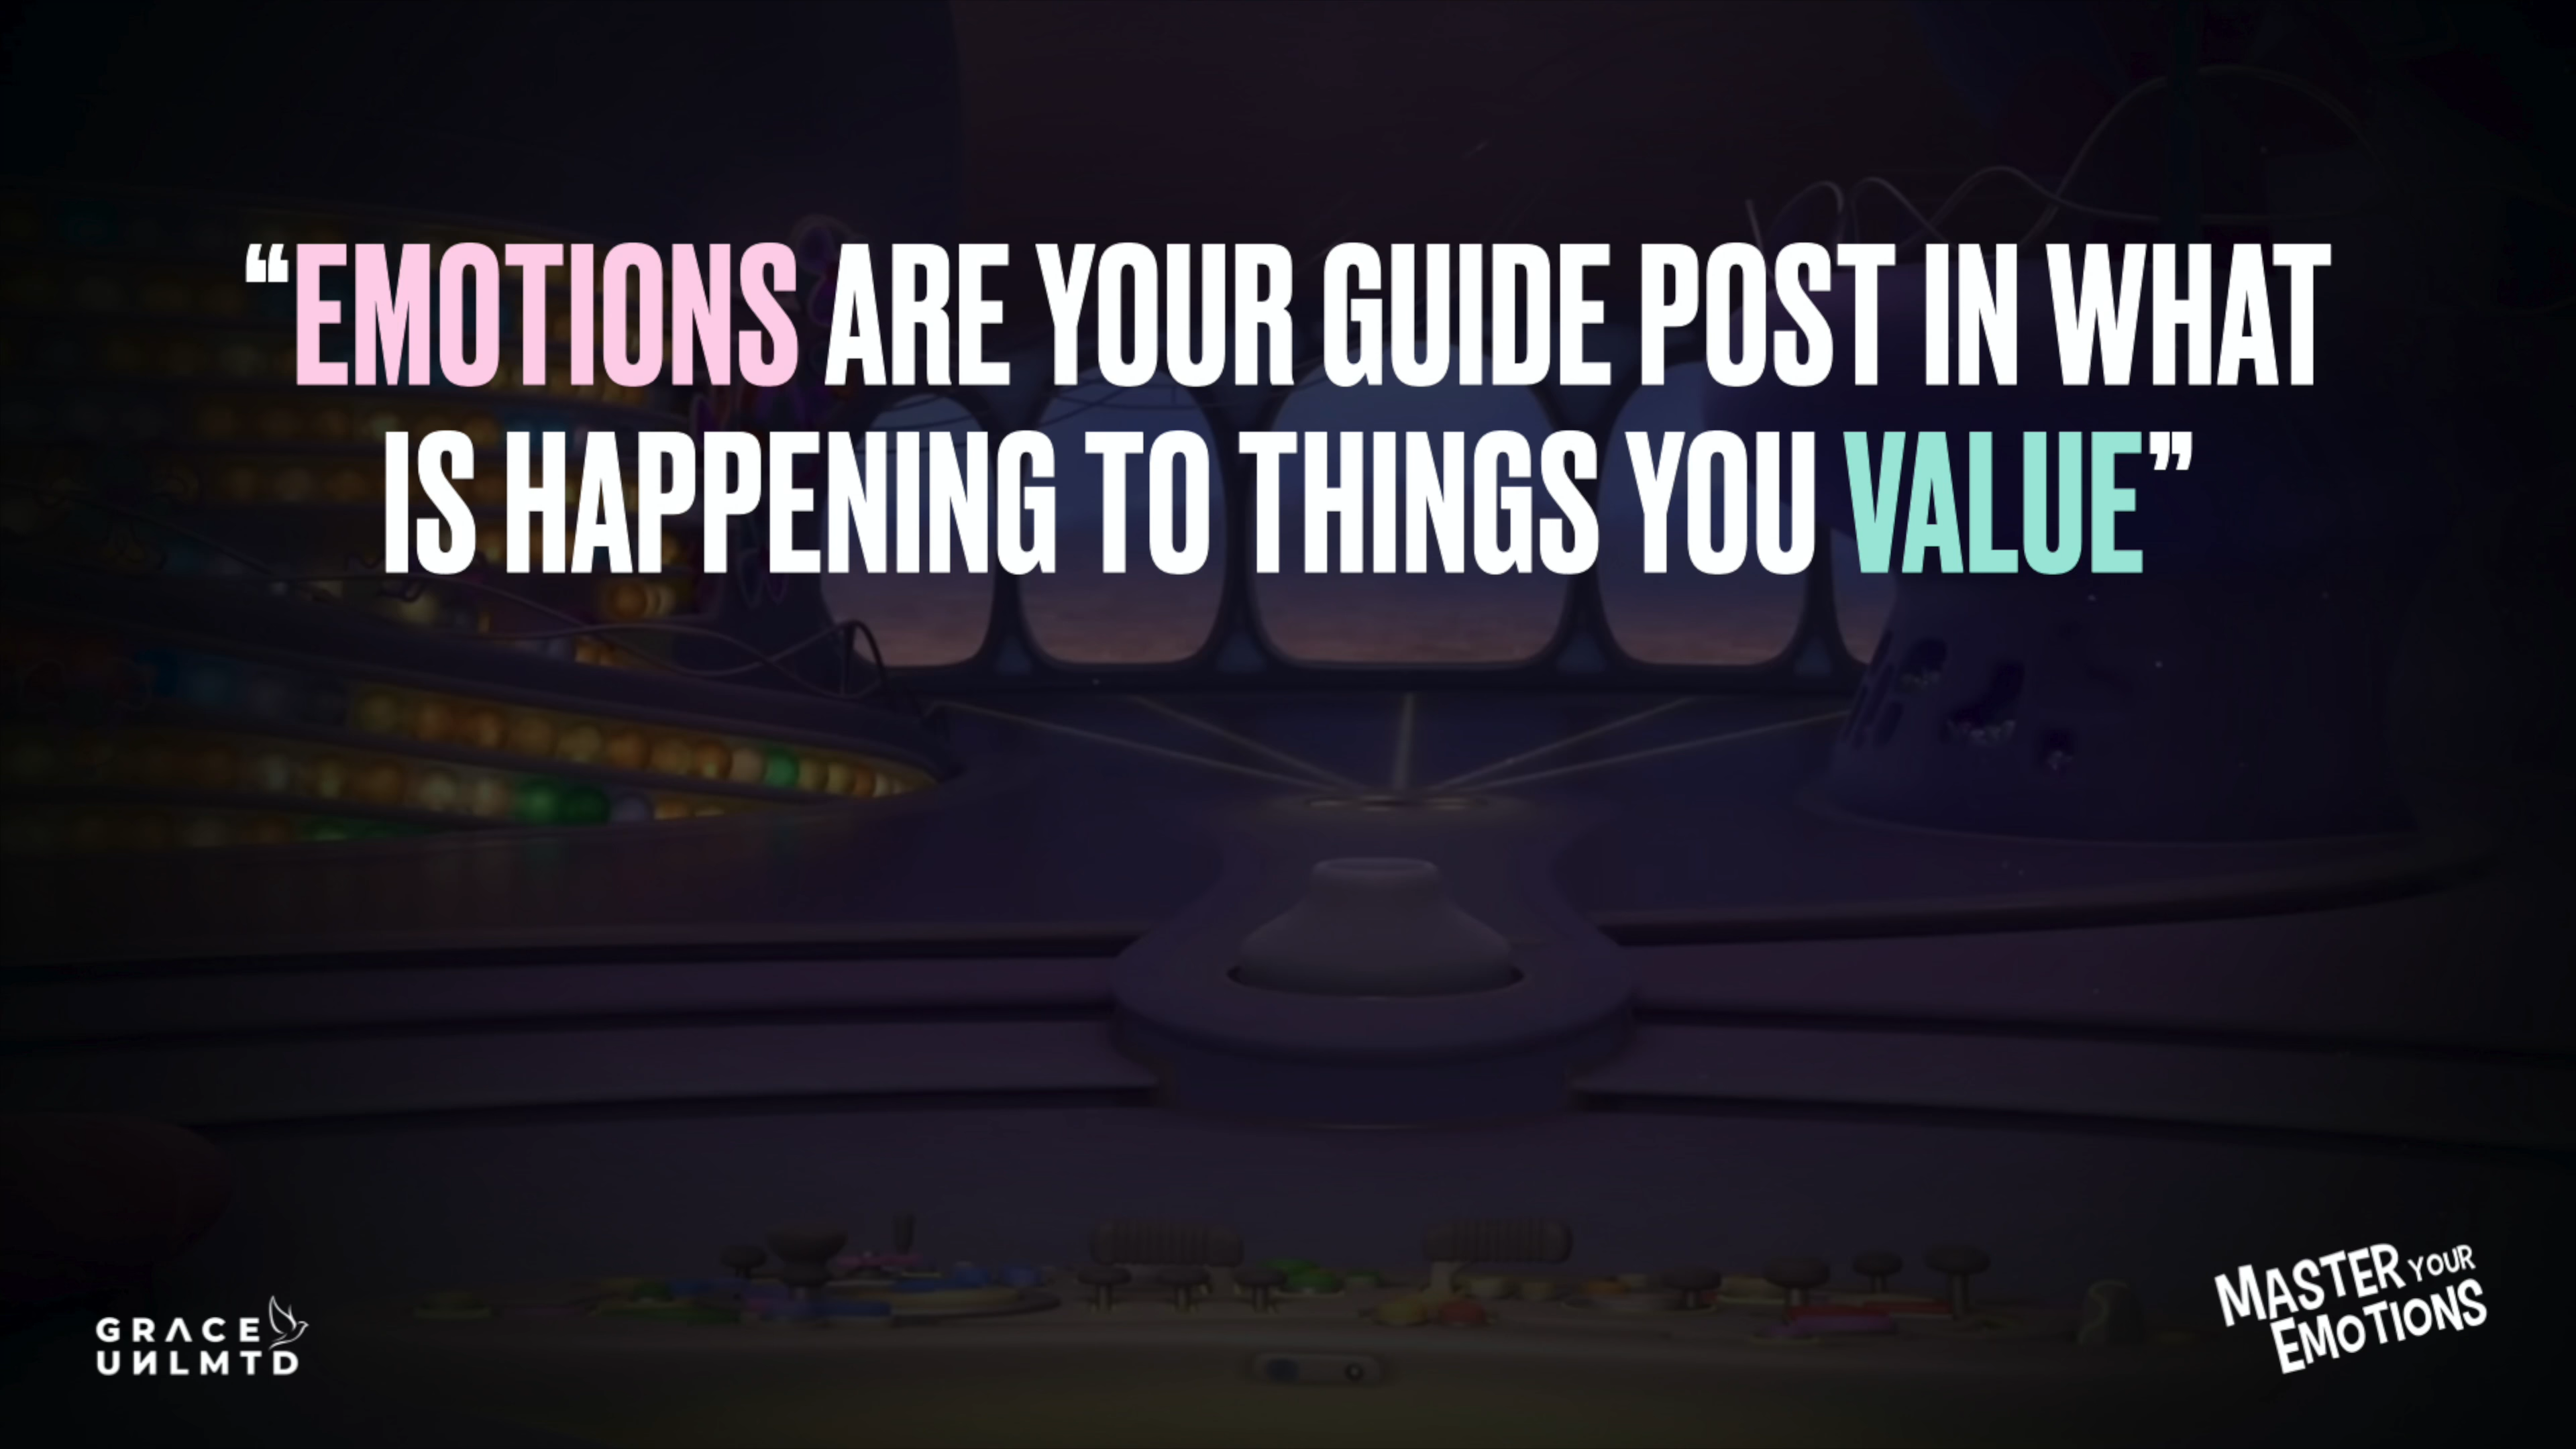 “EMOTIONS ARE YOUR GUIDE POST IN WHAT
IS HAPPENING TO THINGS YOU VALUE”
GRACE
UNLMTD
MASTER YOUR
EMOTIONS